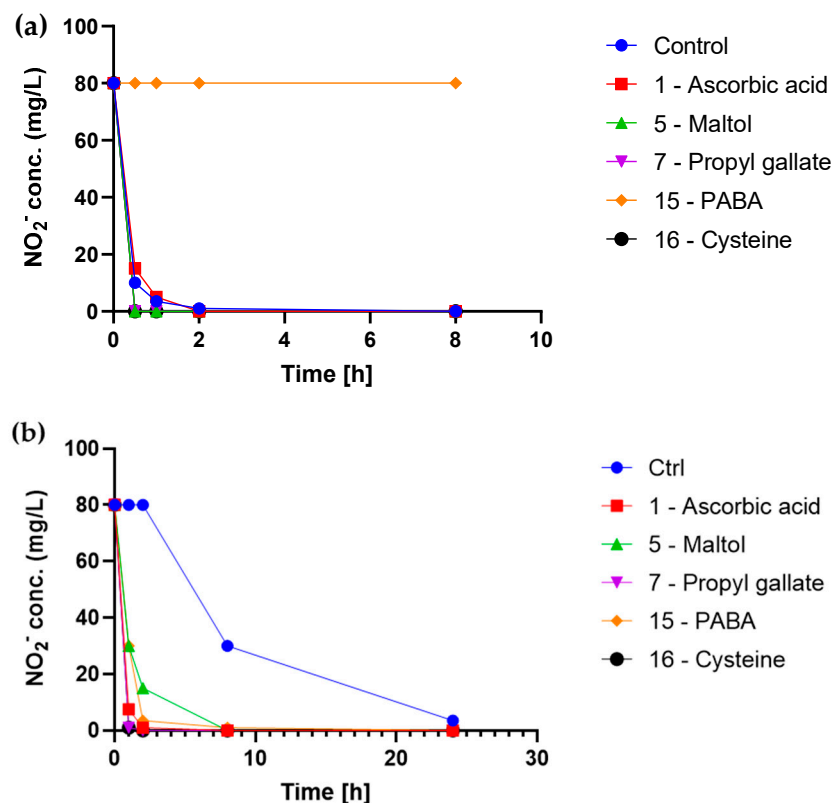 (a)
NO₂⁻ conc. (mg/L)
100
80
60
40
20
0
0 2 4 6 8 10
Time [h]
Control
1 - Ascorbic acid
5 - Maltol
7 - Propyl gallate
15 - PABA
16 - Cysteine
(b)
NO₂⁻ conc. (mg/L)
100
80
60
40
20
0
0 10 20 30
Time [h]
Ctrl
1 - Ascorbic acid
5 - Maltol
7 - Propyl gallate
15 - PABA
16 - Cysteine